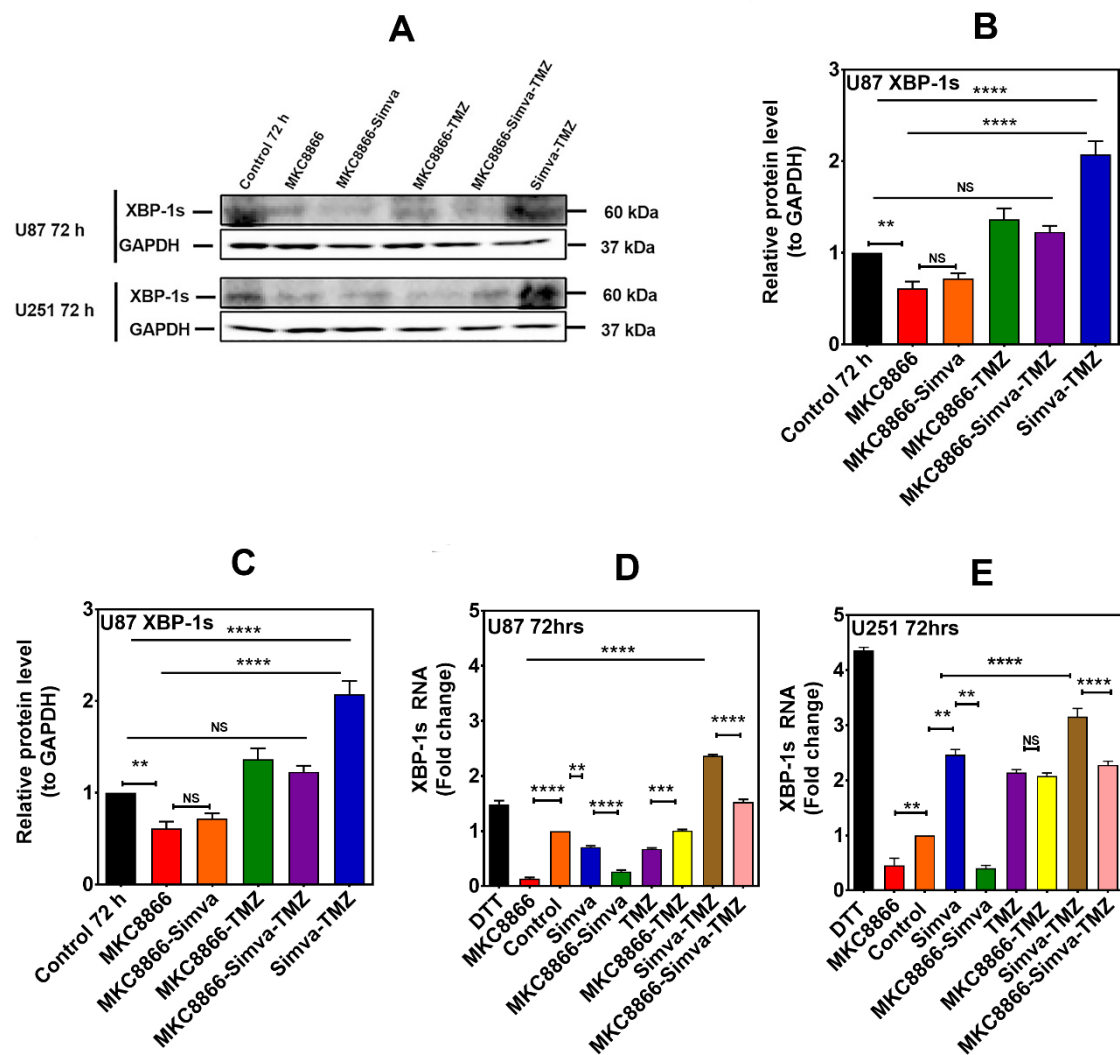 A
Control 72 h
MKC8866
MKC8866-Simva
MKC8866-TMZ
MKC8866-Simva-TMZ
Simva-TMZ
U87 72 h
XBP-1s
60 kDa
GAPDH
37 kDa
U251 72 h
XBP-1s
60 kDa
GAPDH
37 kDa
B
U87 XBP-1s
Relative protein level
(to GAPDH)
3
2
1
0
****
****
NS
**
NS
Control 72 h
MKC8866
MKC8866-Simva
MKC8866-TMZ
MKC8866-Simva-TMZ
Simva-TMZ
C
U87 XBP-1s
Relative protein level
(to GAPDH)
3
2
1
0
****
****
NS
**
NS
Control 72 h
MKC8866
MKC8866-Simva
MKC8866-TMZ
MKC8866-Simva-TMZ
Simva-TMZ
D
U87 72hrs
XBP-1s RNA
(Fold change)
5
4
2
1
0
****
****
**
****
***
****
DTT
MKC8866
Control
Simva
MKC8866-Simva
TMZ
MKC8866-TMZ
Simva-TMZ
MKC8866-Simva-TMZ
E
U251 72hrs
XBP-1s RNA
(Fold change)
5
4
2
1
0
****
**
**
**
NS
****
DTT
MKC8866
Control
Simva
MKC8866-Simva
TMZ
MKC8866-TMZ
Simva-TMZ
MKC8866-Simva-TMZ